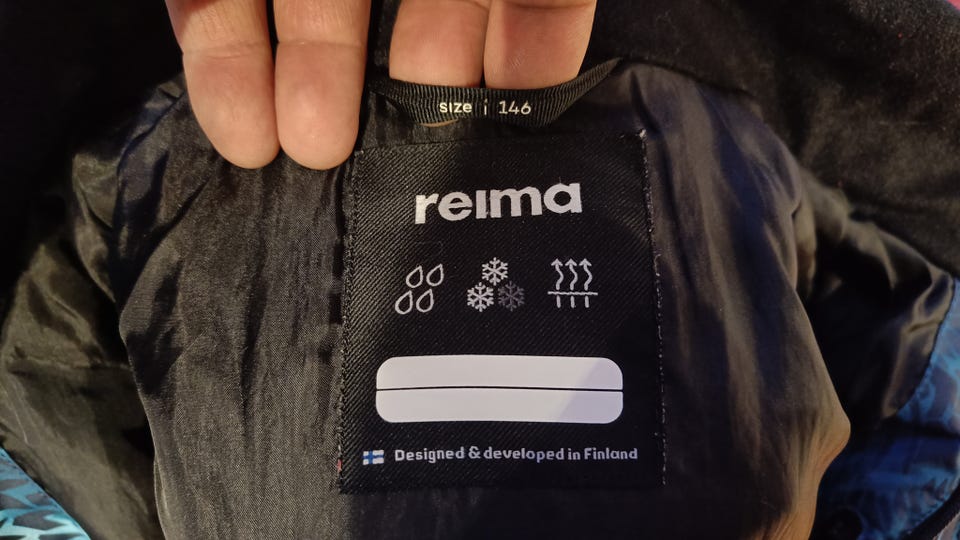 size | 146
reima
Designed & developed in Finland